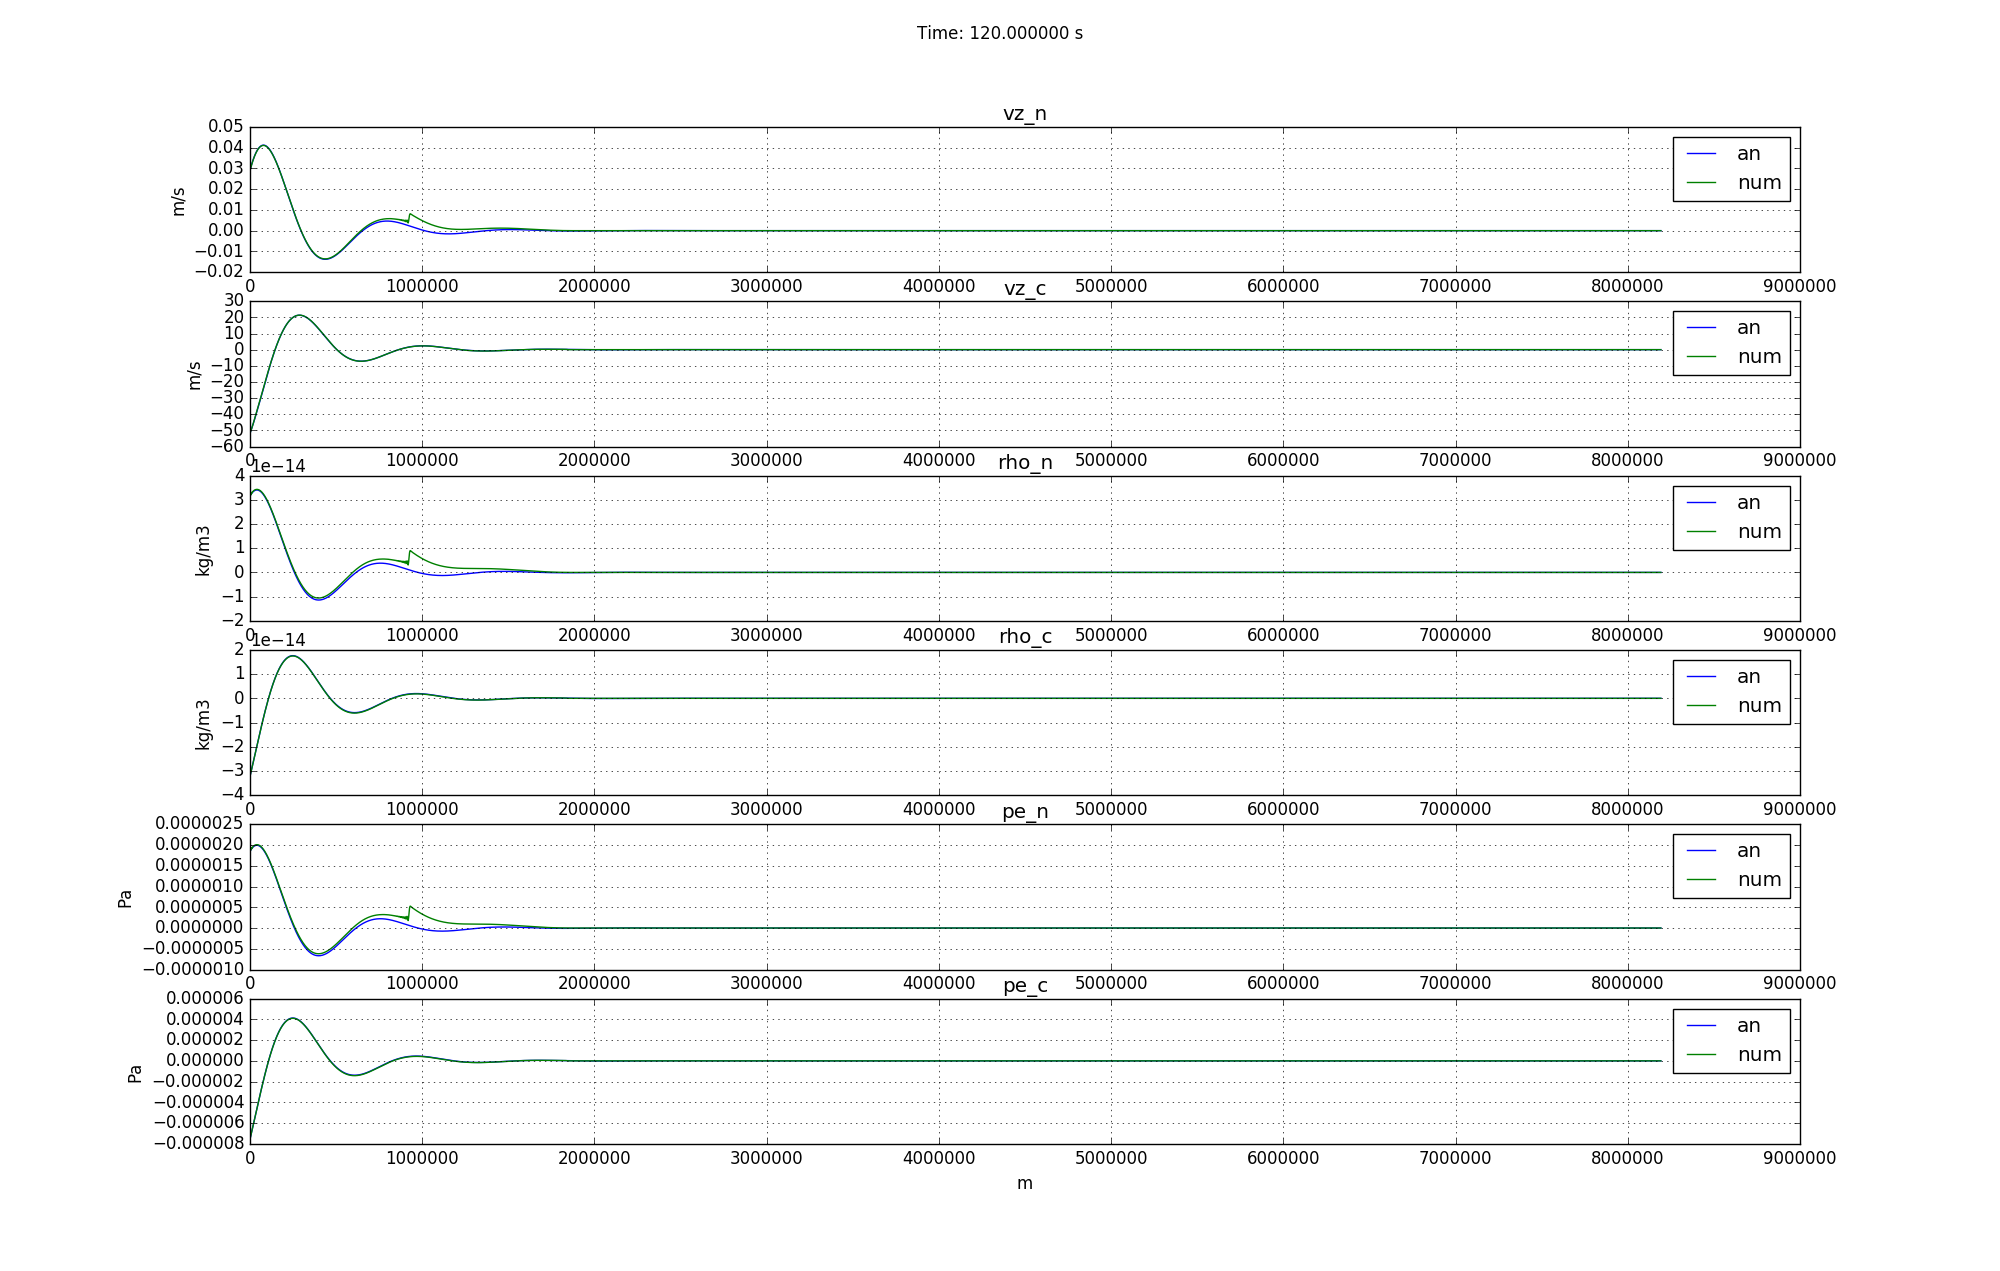 Time: 120.000000 s
vz_n
0.05
0.04
0.03
0.02
0.01
0.00
−0.01
−0.02
m/s
an
num
0 1000000 2000000 3000000 4000000 5000000 6000000 7000000 8000000 9000000
vz_c
30
20
10
0
−10
−20
−30
−40
−50
−60
m/s
an
num
0 1000000 2000000 3000000 4000000 5000000 6000000 7000000 8000000 9000000
1e−14
rho_n
4
3
2
1
0
−1
−2
kg/m3
an
num
0 1000000 2000000 3000000 4000000 5000000 6000000 7000000 8000000 9000000
1e−14
rho_c
2
1
0
−1
−2
−3
−4
kg/m3
an
num
0 1000000 2000000 3000000 4000000 5000000 6000000 7000000 8000000 9000000
pe_n
0.0000025
0.0000020
0.0000015
0.0000010
0.0000005
0.0000000
−0.0000005
−0.0000010
Pa
an
num
0 1000000 2000000 3000000 4000000 5000000 6000000 7000000 8000000 9000000
pe_c
0.000006
0.000004
0.000002
0.000000
−0.000002
−0.000004
−0.000006
−0.000008
Pa
an
num
0 1000000 2000000 3000000 4000000 5000000 6000000 7000000 8000000 9000000
m